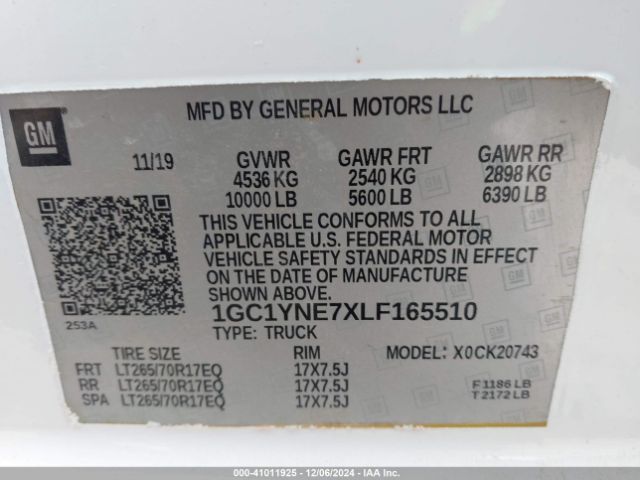 MFD BY GENERAL MOTORS LLC
GM
11/19 GVWR GAWR FRT GAWR RR
4536 KG 2540 KG 2898 KG
10000 LB 5600 LB 6390 LB
THIS VEHICLE CONFORMS TO ALL
APPLICABLE U.S. FEDERAL MOTOR
VEHICLE SAFETY STANDARDS IN EFFECT
ON THE DATE OF MANUFACTURE
SHOWN ABOVE.
1GC1YNE7XLF165510
253A
TYPE: TRUCK
TIRE SIZE RIM MODEL: X0CK20743
FRT LT265/70R17EQ 17X7.5J
RR LT265/70R17EQ 17X7.5J F1186 LB
SPA LT265/70R17EQ 17X7.5J T2172 LB
000-41011925 - 12/06/2024 - IAA Inc.